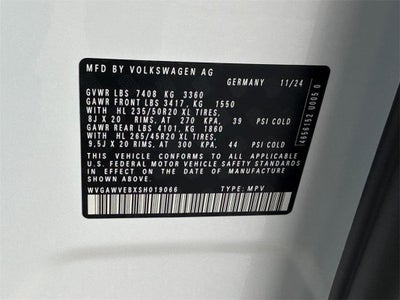 MFD BY VOLKSWAGEN AG
GERMANY 11/24
GVWR LBS 7408 KG 3360
GAWR FRONT LBS 3417, KG 1550
WITH HL 235/50R20 XL TIRES,
8J X 20 RIMS, AT 270 KPA, 39 PSI COLD
GAWR REAR LBS 4101, KG 1860
WITH HL 265/45R20 XL TIRES,
9.5J X 20 RIMS, AT 300 KPA, 44 PSI COLD
THIS VEHICLE CONFORMS TO ALL APPLICABLE
U.S. FEDERAL MOTOR VEHICLE SAFETY STANDARDS
IN EFFECT ON THE DATE OF MANUFACTURE
SHOWN ABOVE.
WVGAWVEBXSH019066 TYPE: MPV
4656152 U005 0